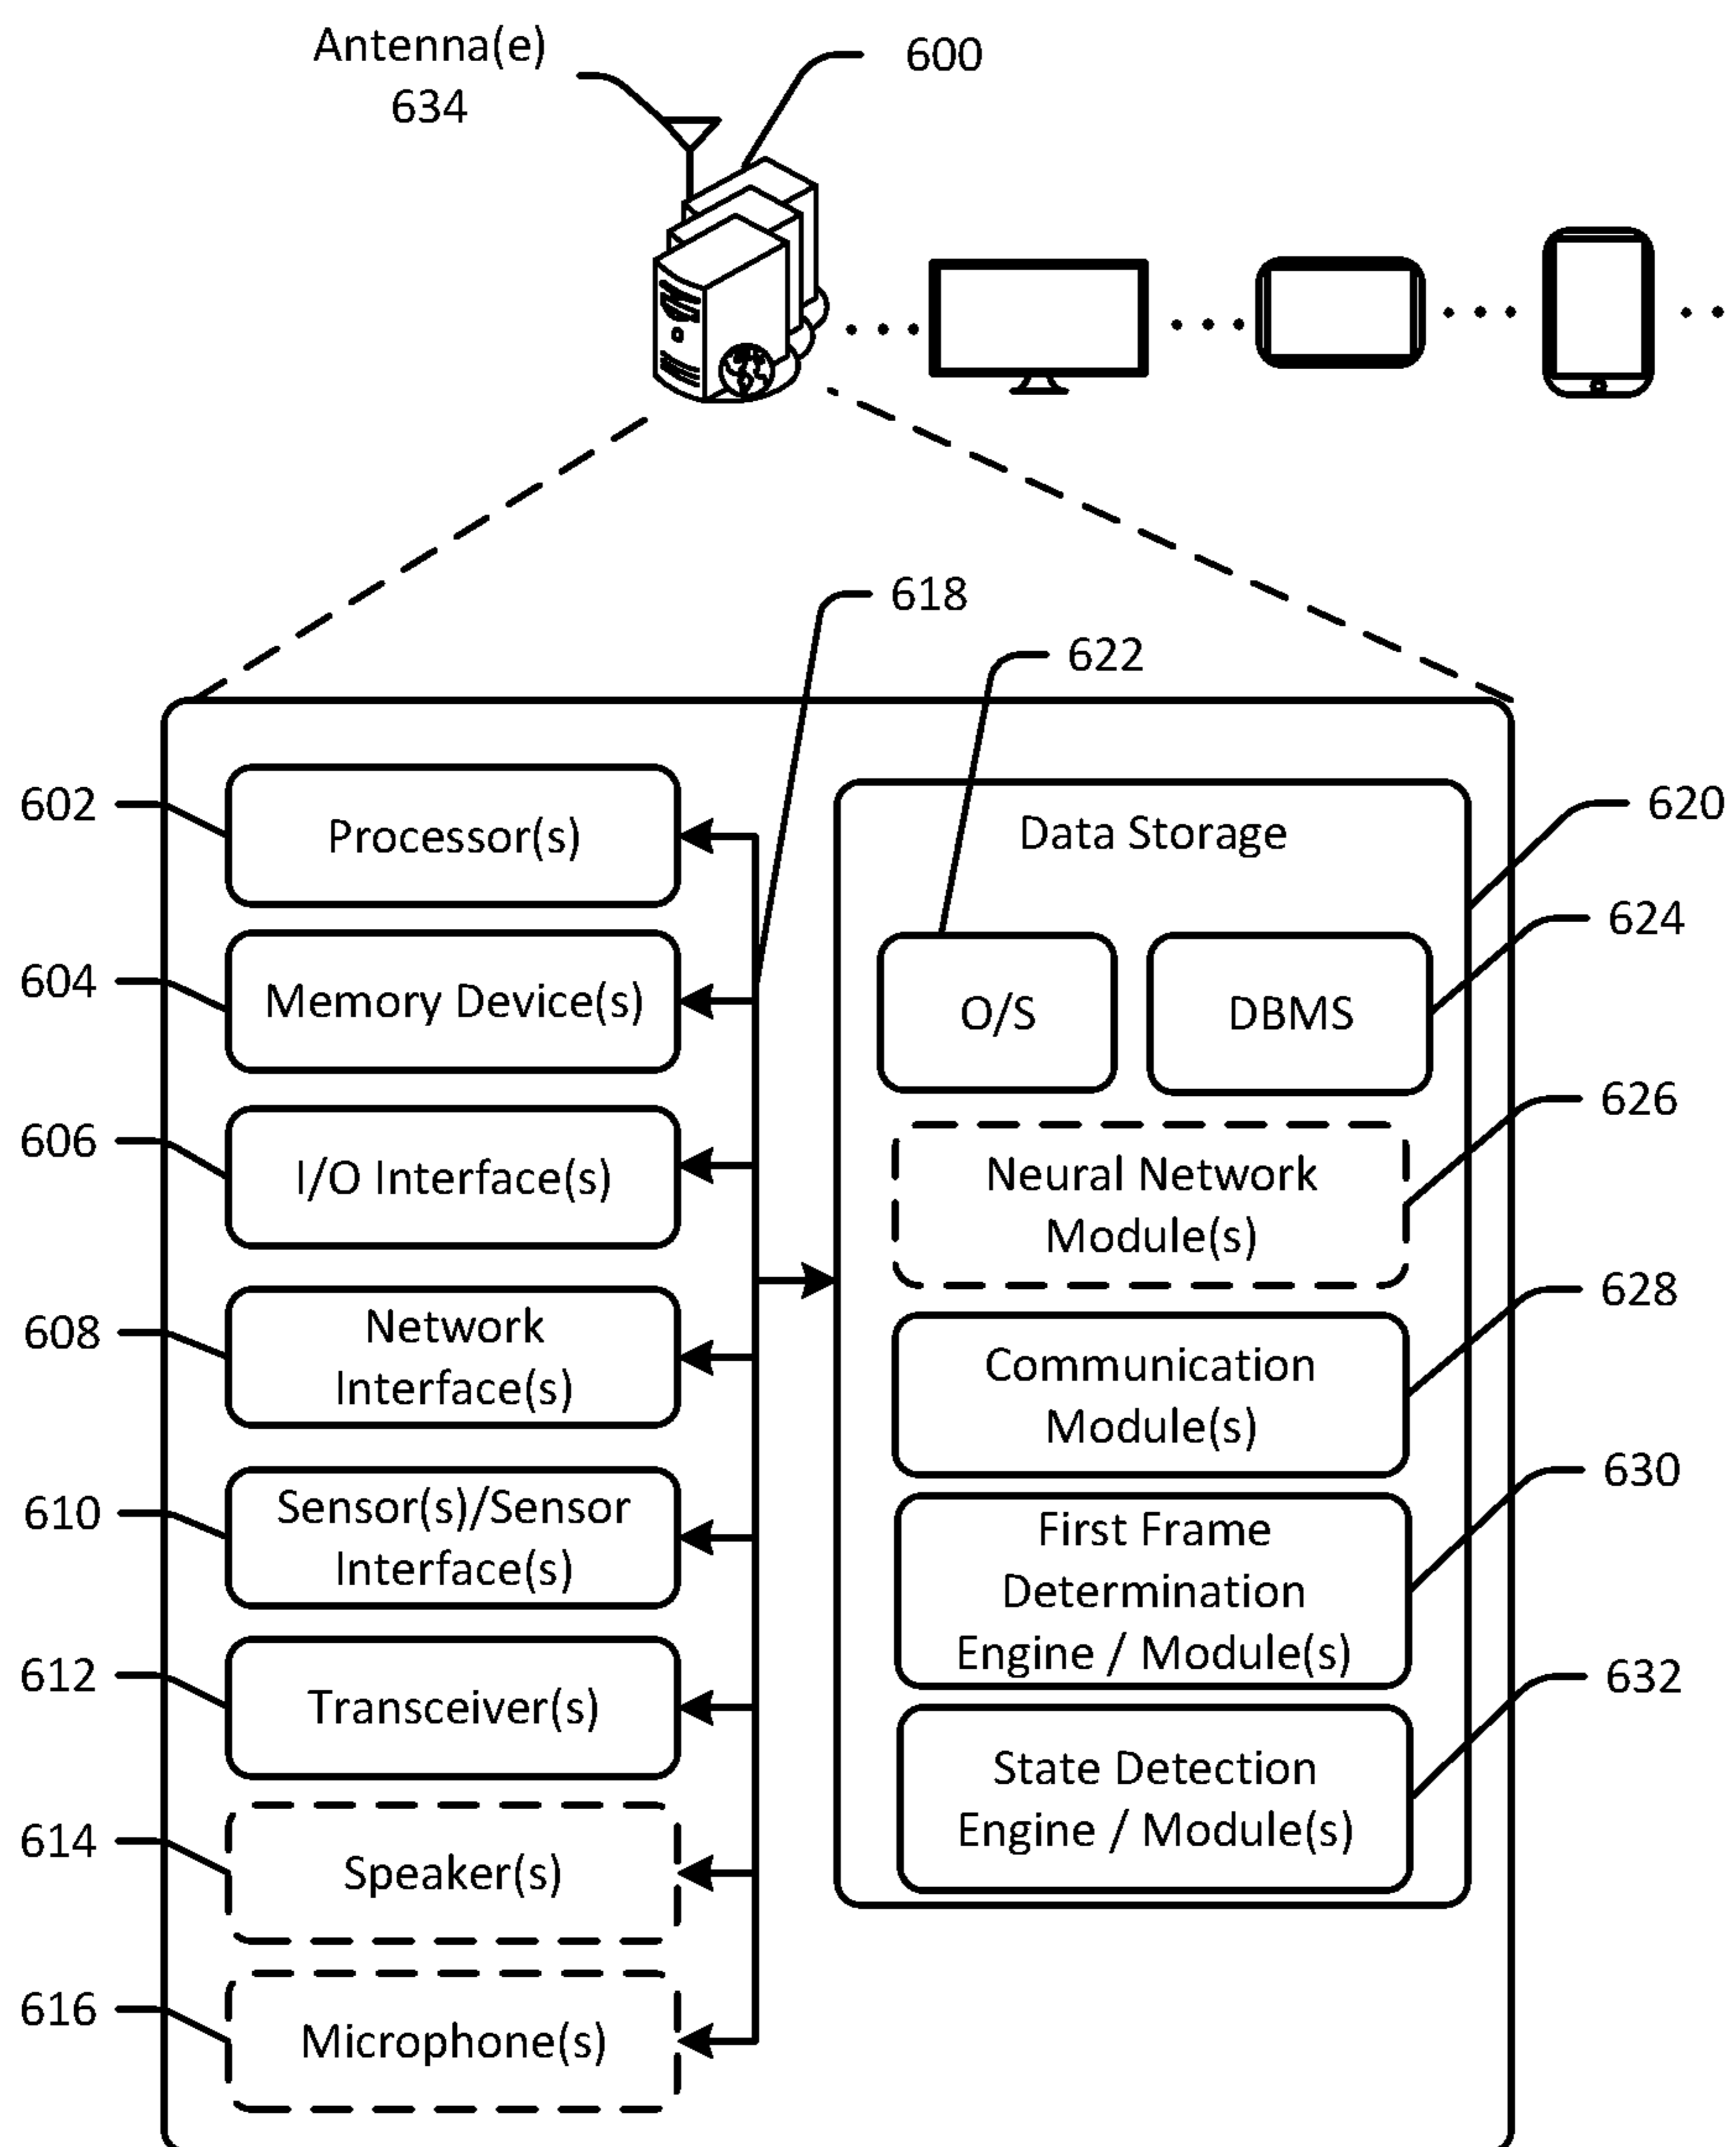 Antenna(e)
634
600
618
622
602
Processor(s)
604
Memory Device(s)
606
I/O Interface(s)
608
Network
Interface(s)
610
Sensor(s)/Sensor
Interface(s)
612
Transceiver(s)
614
Speaker(s)
616
Microphone(s)
Data Storage
620
O/S
DBMS
624
Neural Network
Module(s)
626
Communication
Module(s)
628
First Frame
Determination
Engine / Module(s)
630
State Detection
Engine / Module(s)
632